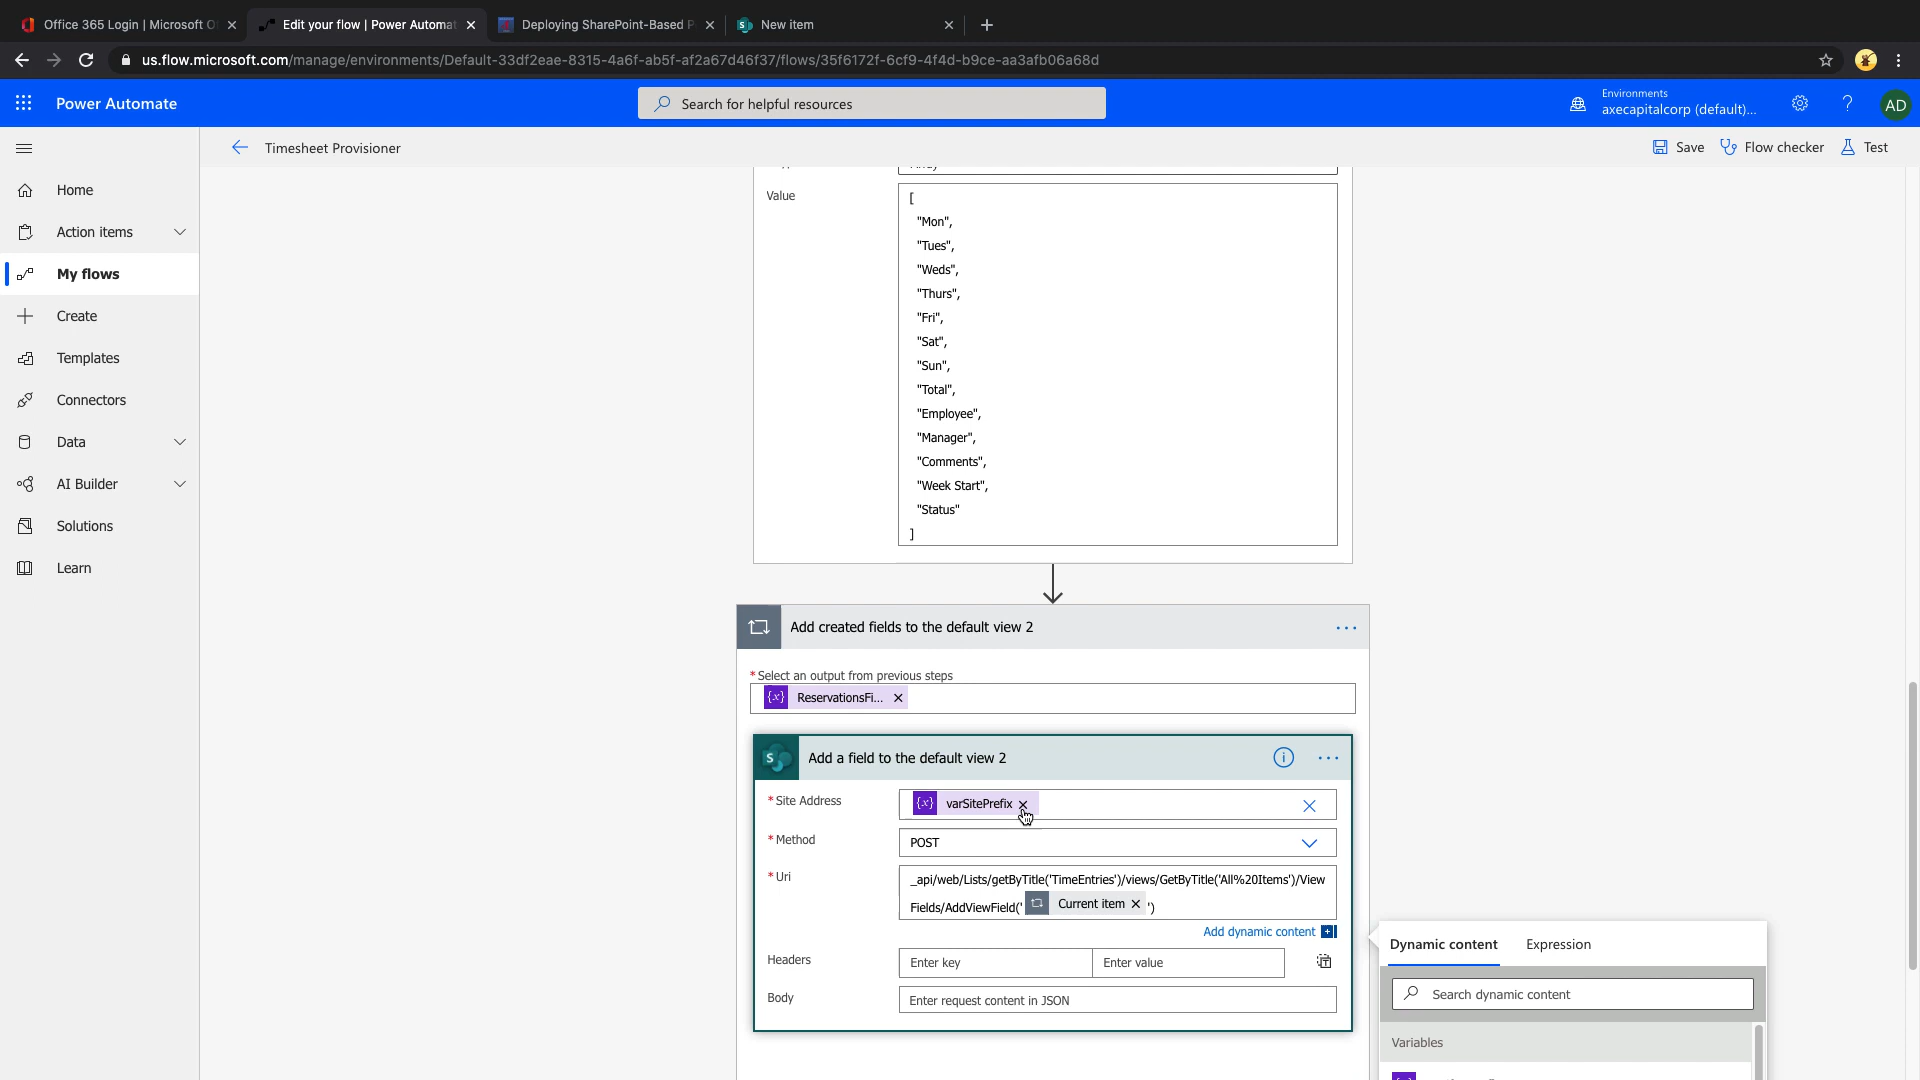 Office 365 Login | Microsoft O
Edit your flow | Power Automat
Deploying SharePoint-Based P
New item
us.flow.microsoft.com/manage/environments/Default-33df2eae-8315-4a6f-ab5f-af2a67d46f37/flows/35f6172f-6cf9-4f4d-b9ce-aa3afb06a68d
Power Automate
Search for helpful resources
Environments
axecapitalcorp (default)...
AD
Timesheet Provisioner
Save
Flow checker
Test
Home
Action items
My flows
Create
Templates
Connectors
Data
AI Builder
Solutions
Learn
Value
[
"Mon",
"Tues",
"Weds",
"Thurs",
"Fri",
"Sat",
"Sun",
"Total",
"Employee",
"Manager",
"Comments",
"Week Start",
"Status"
]
Add created fields to the default view 2
* Select an output from previous steps
{x} ReservationsFi...
Add a field to the default view 2
* Site Address
{x} varSitePrefix
* Method
POST
* Uri
_api/web/Lists/getByTitle('TimeEntries')/views/GetByTitle('All%20Items')/View
Fields/AddViewField(' Current item ')
Add dynamic content
Headers
Enter key
Enter value
Body
Enter request content in JSON
Dynamic content
Expression
Search dynamic content
Variables